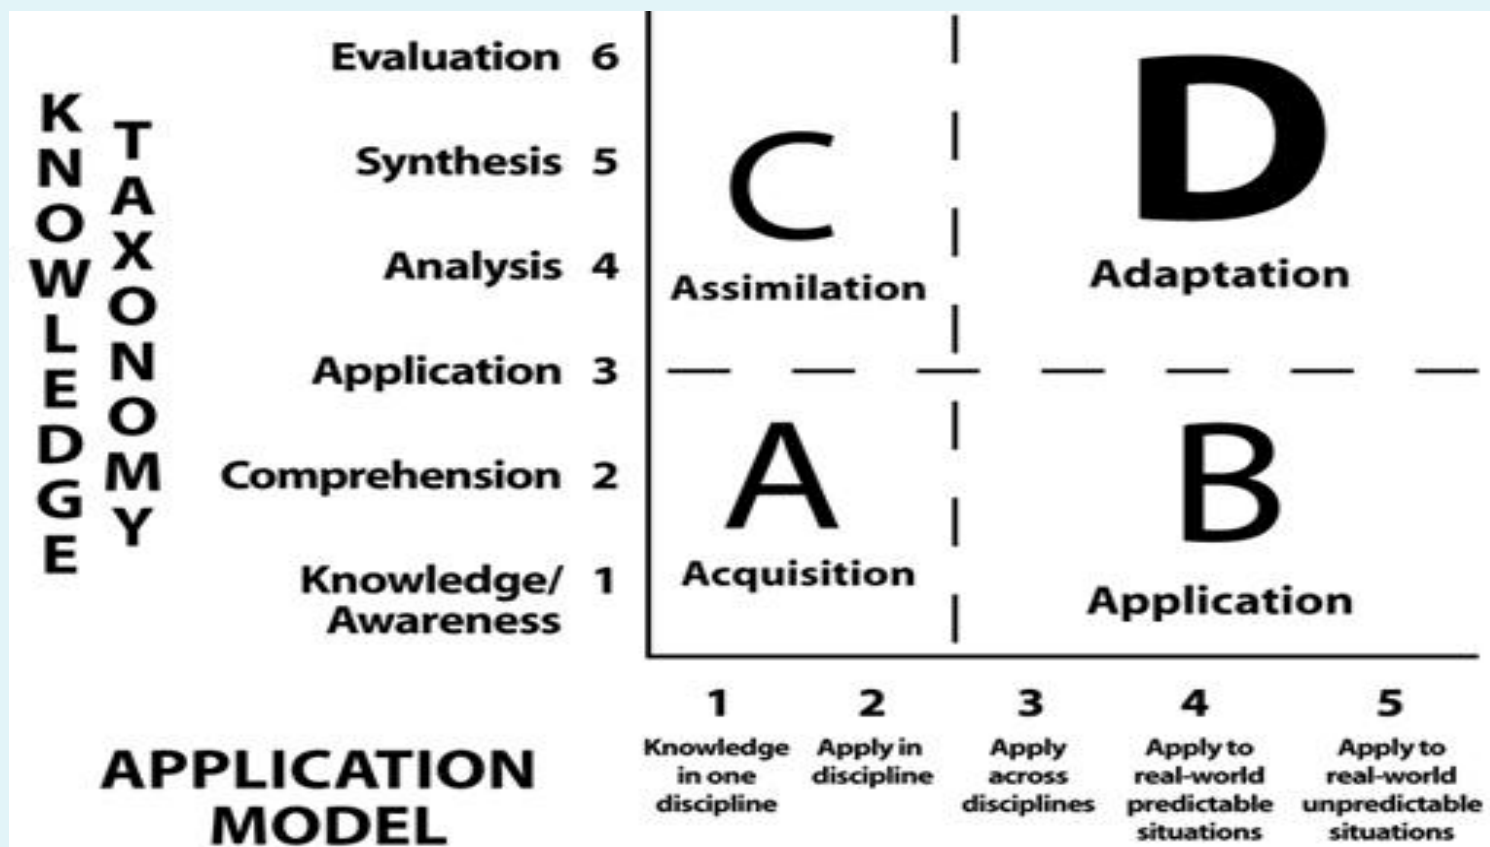 KNOWLEDGE
TAXONOMY
Evaluation 6
Synthesis 5
Analysis 4
Application 3
Comprehension 2
Knowledge/ 1
Awareness
C
Assimilation
D
Adaptation
A
Acquisition
B
Application
1
Knowledge
in one
discipline
2
Apply in
discipline
3
Apply
across
disciplines
4
Apply to
real-world
predictable
situations
5
Apply to
real-world
unpredictable
situations
APPLICATION
MODEL